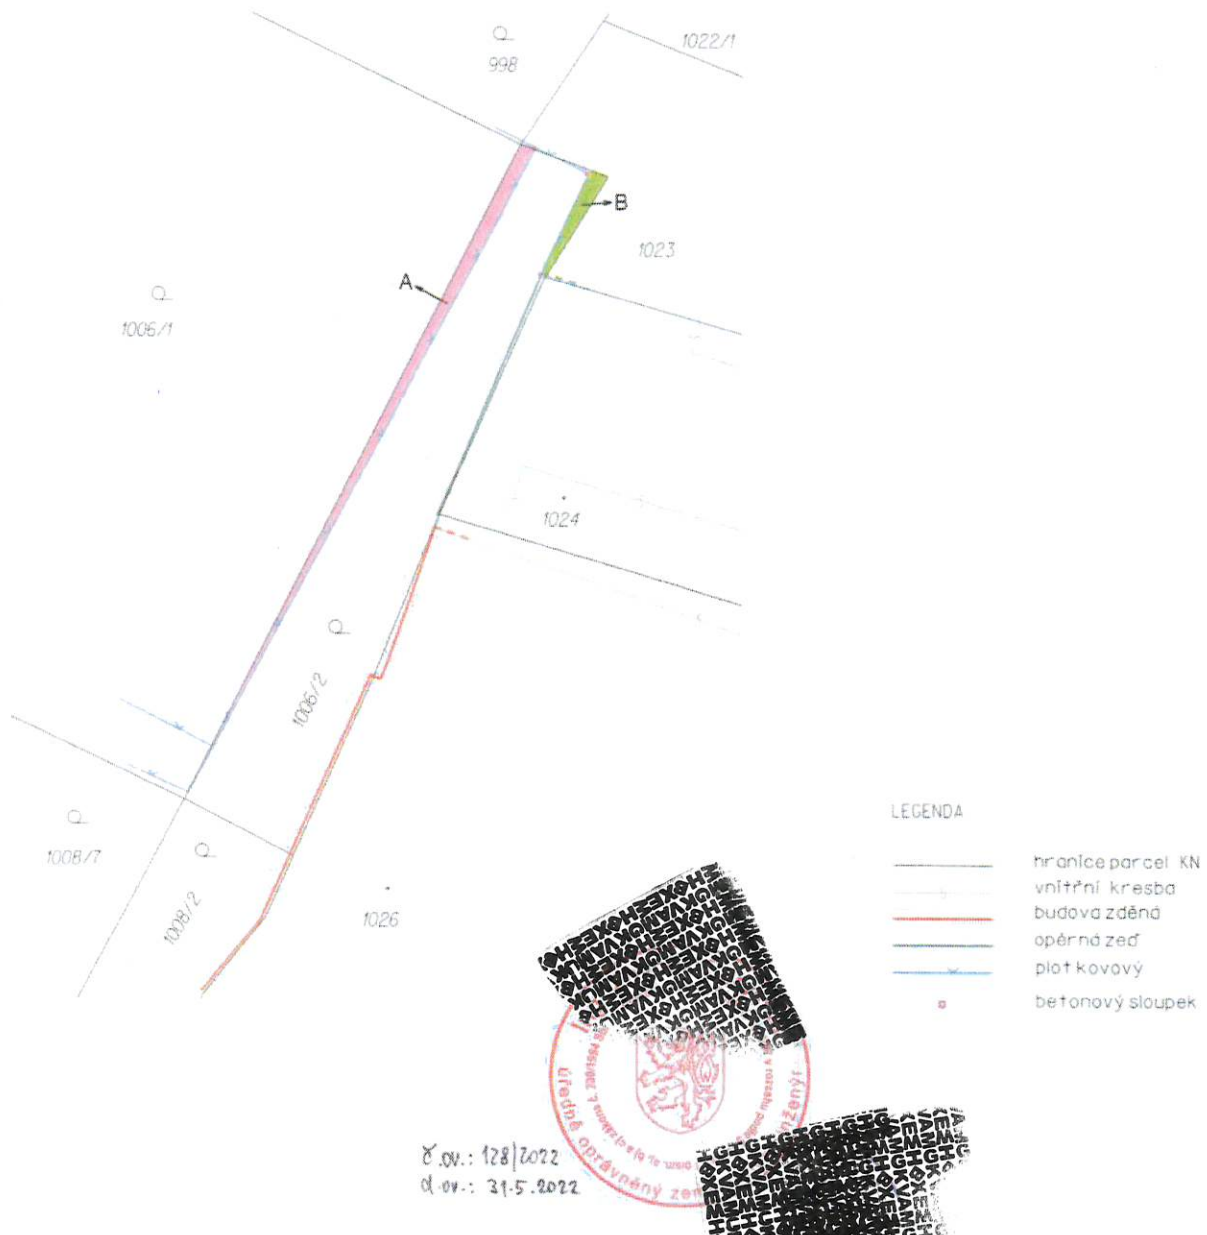 998
1022/1
B
1023
A
1006/1
1024
1006/2
1008/7
1008/2
1026
LEGENDA
hranice parcel KN
vnitřní kresba
budova zděná
opěrná zeď
plot kovový
betonový sloupek
úředně oprávněný
č.ov.: 128/2022
d.ov.: 31.5.2022